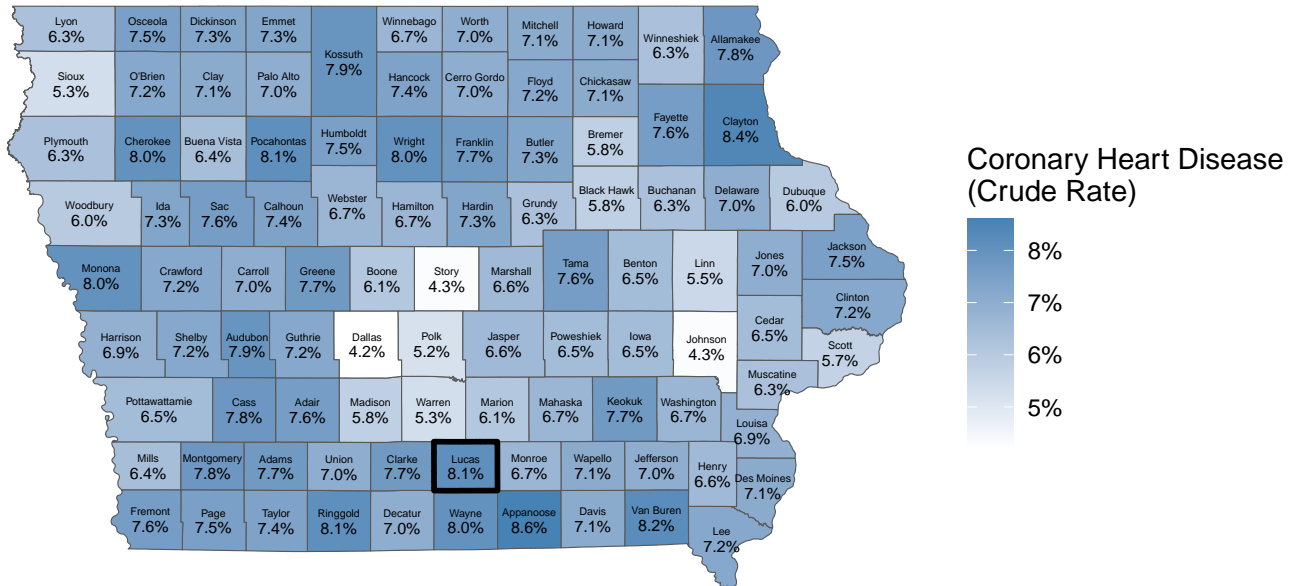 Lyon
6.3%
Osceola
7.5%
Dickinson
7.3%
Emmet
7.3%
Kossuth
7.9%
Winnebago
6.7%
Worth
7.0%
Mitchell
7.1%
Howard
7.1%
Winneshiek
6.3%
Allamakee
7.8%
Sioux
5.3%
O'Brien
7.2%
Clay
7.1%
Palo Alto
7.0%
Hancock
7.4%
Cerro Gordo
7.0%
Floyd
7.2%
Chickasaw
7.1%
Fayette
7.6%
Clayton
8.4%
Plymouth
6.3%
Cherokee
8.0%
Buena Vista
6.4%
Pocahontas
8.1%
Humboldt
7.5%
Wright
8.0%
Franklin
7.7%
Butler
7.3%
Bremer
5.8%
Woodbury
6.0%
Ida
7.3%
Sac
7.6%
Calhoun
7.4%
Webster
6.7%
Hamilton
6.7%
Hardin
7.3%
Grundy
6.3%
Black Hawk
5.8%
Buchanan
6.3%
Delaware
7.0%
Dubuque
6.0%
Monona
8.0%
Crawford
7.2%
Carroll
7.0%
Greene
7.7%
Boone
6.1%
Story
4.3%
Marshall
6.6%
Tama
7.6%
Benton
6.5%
Linn
5.5%
Jones
7.0%
Jackson
7.5%
Clinton
7.2%
Harrison
6.9%
Shelby
7.2%
Audubon
7.9%
Guthrie
7.2%
Dallas
4.2%
Polk
5.2%
Jasper
6.6%
Poweshiek
6.5%
Iowa
6.5%
Johnson
4.3%
Cedar
6.5%
Scott
5.7%
Muscatine
6.3%
Pottawattamie
6.5%
Cass
7.8%
Adair
7.6%
Madison
5.8%
Warren
5.3%
Marion
6.1%
Mahaska
6.7%
Keokuk
7.7%
Washington
6.7%
Louisa
6.9%
Mills
6.4%
Montgomery
7.8%
Adams
7.7%
Union
7.0%
Clarke
7.7%
Lucas
8.1%
Monroe
6.7%
Wapello
7.1%
Jefferson
7.0%
Henry
6.6%
Des Moines
7.1%
Fremont
7.6%
Page
7.5%
Taylor
7.4%
Ringgold
8.1%
Decatur
7.0%
Wayne
8.0%
Appanoose
8.6%
Davis
7.1%
Van Buren
8.2%
Lee
7.2%
Coronary Heart Disease
(Crude Rate)
8%
7%
6%
5%